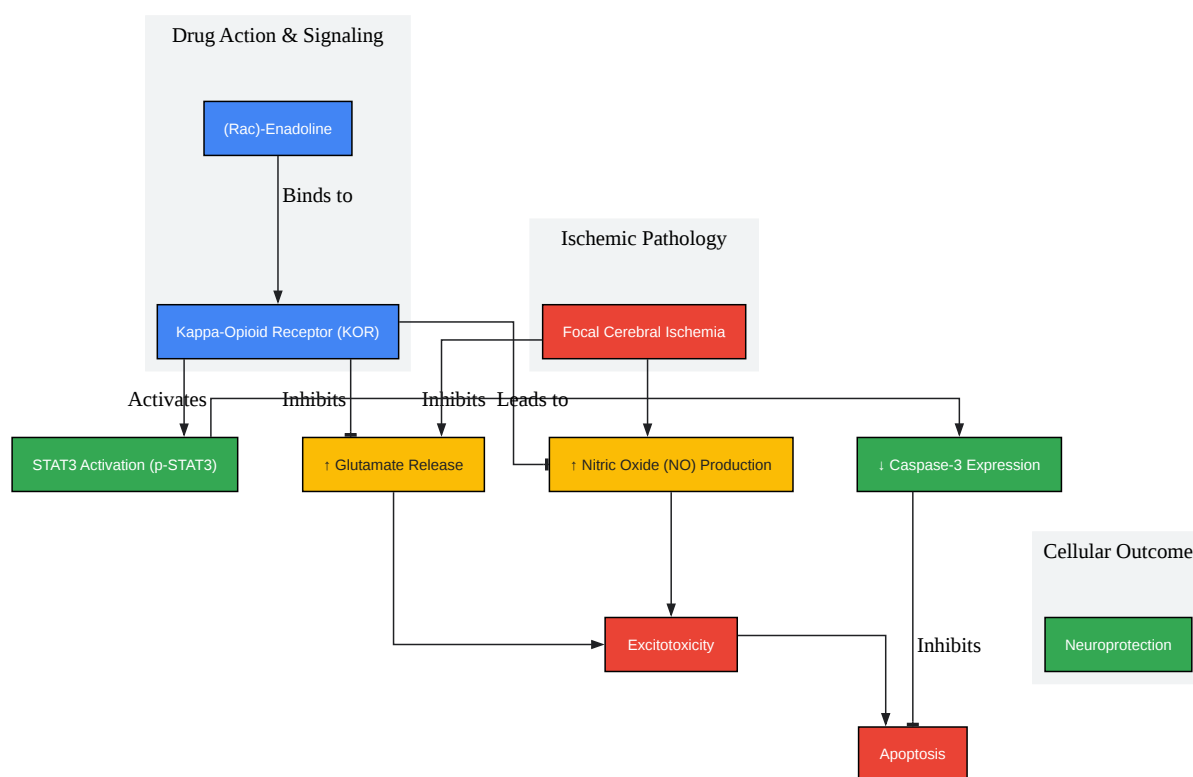 Drug Action & Signaling
(Rac)-Enadoline
Binds to
Ischemic Pathology
Kappa-Opioid Receptor (KOR)
Focal Cerebral Ischemia
Activates
Inhibits
Inhibits
Leads to
STAT3 Activation (p-STAT3)
↑ Glutamate Release
↑ Nitric Oxide (NO) Production
↓ Caspase-3 Expression
Cellular Outcome
Excitotoxicity
Inhibits
Neuroprotection
Apoptosis